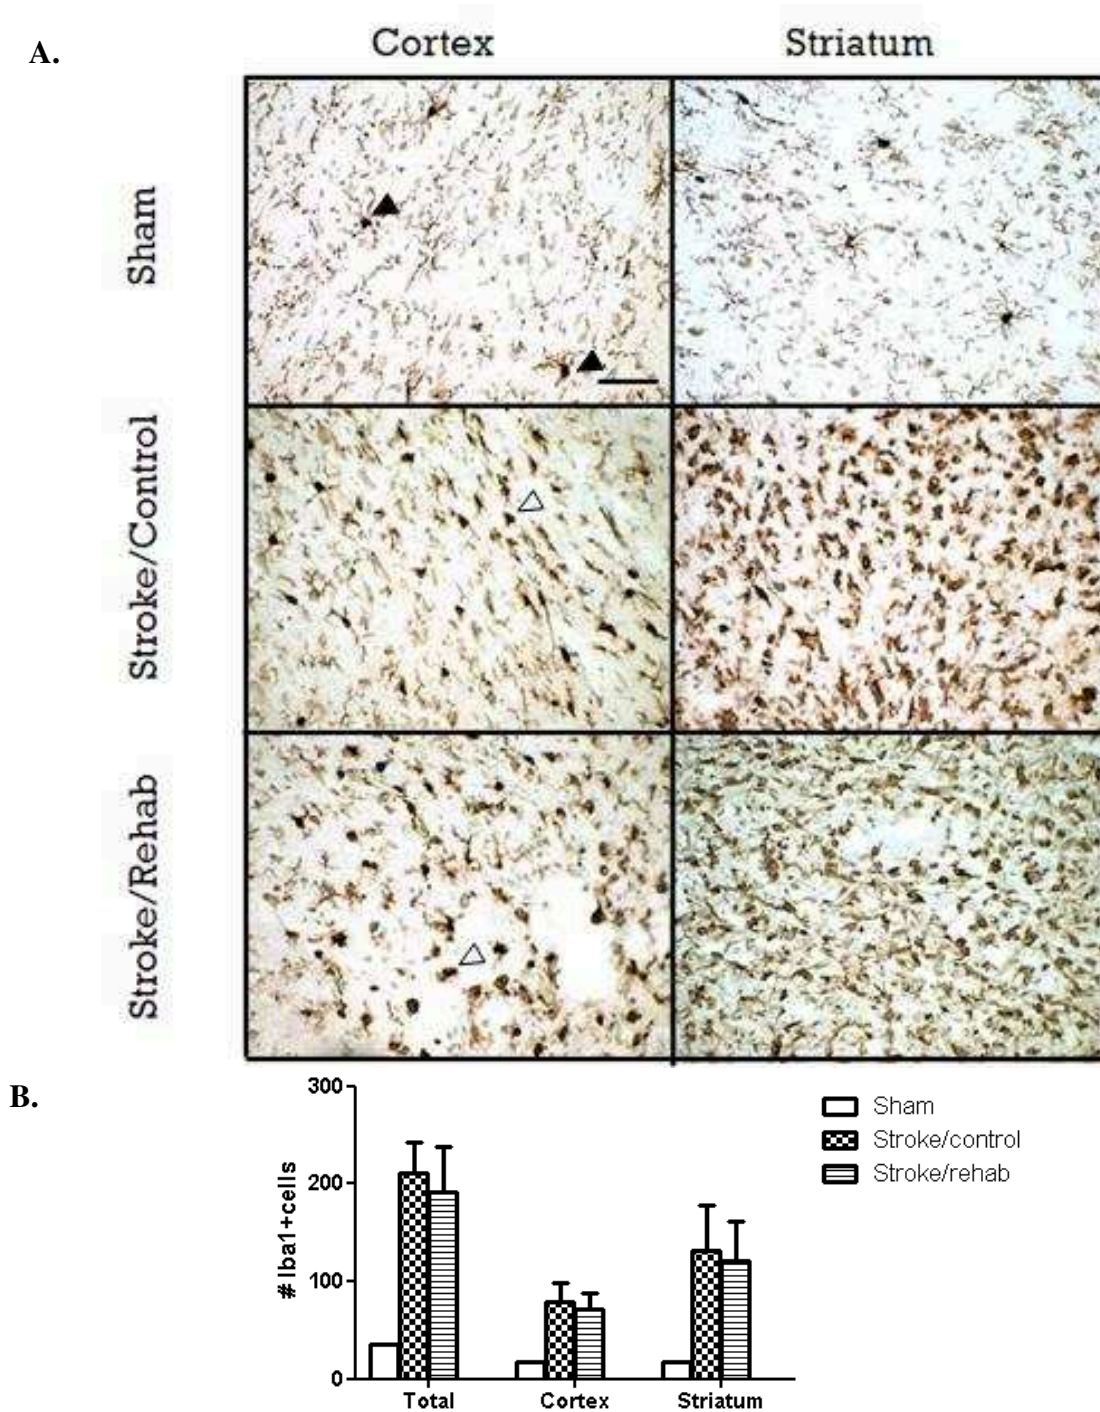 A.
Cortex
Striatum
Sham
Stroke/Control
Stroke/Rehab
B.
# Iba1+cells
300
200
100
0
Total
Cortex
Striatum
Sham
Stroke/control
Stroke/rehab